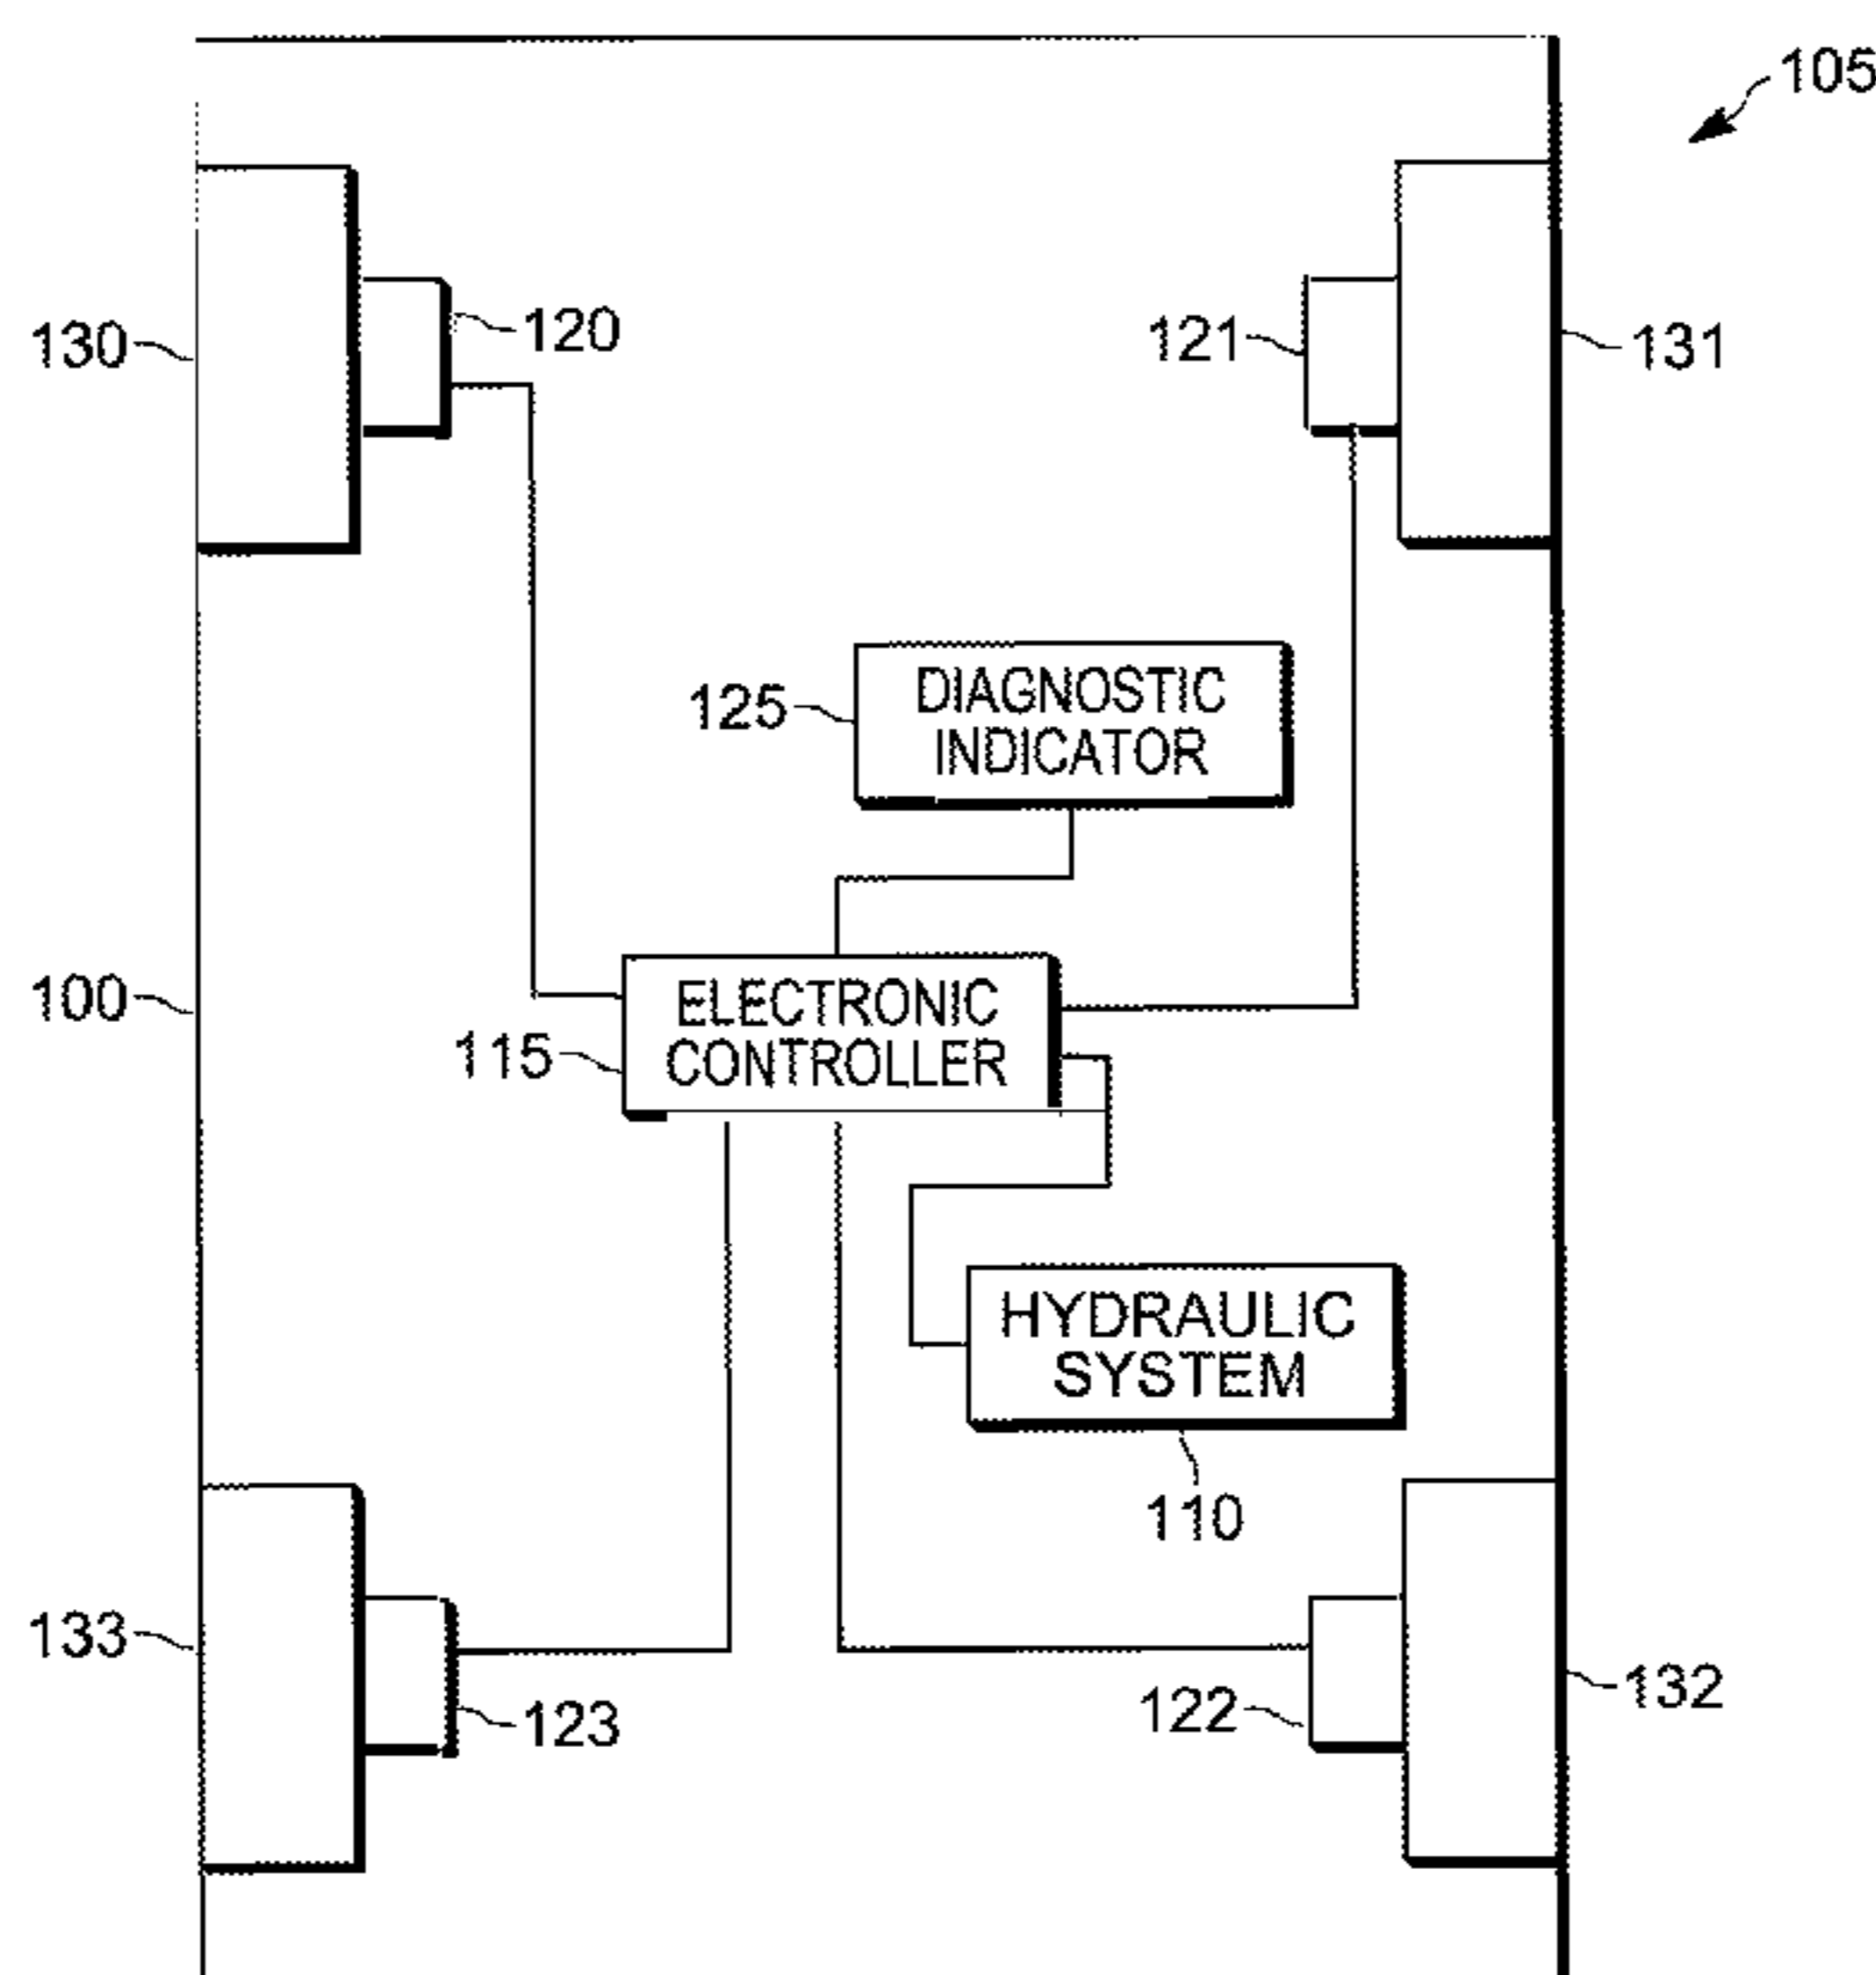 105
130
120
121
131
125
DIAGNOSTIC
INDICATOR
100
115
ELECTRONIC
CONTROLLER
HYDRAULIC
SYSTEM
110
133
123
122
132